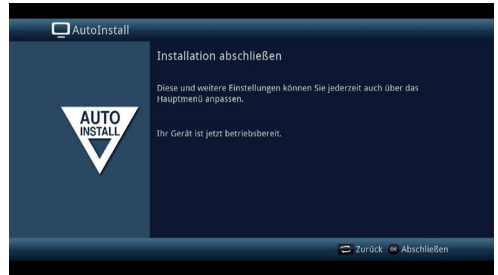 AutoInstall
Installation abschließen
Diese und weitere Einstellungen können Sie jederzeit auch über das
Hauptmenü anpassen.
AUTO
INSTALL
Ihr Gerät ist jetzt betriebsbereit.
Zurück OK Abschließen